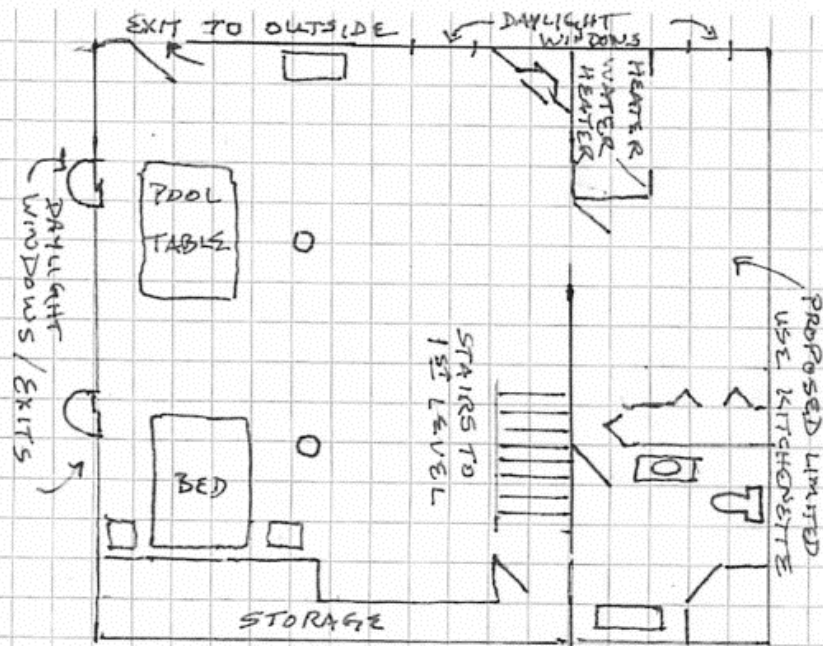 EXIT TO OUTSIDE
DAYLIGHT
WINDOWS
HEATER
WATER
HEATER
POOL
TABLE
DAYLIGHT
WINDOWS / EXITS
STAIRS TO
1ST LEVEL
PROPOSED LIMITED
USE KITCHENETTE
BED
STORAGE